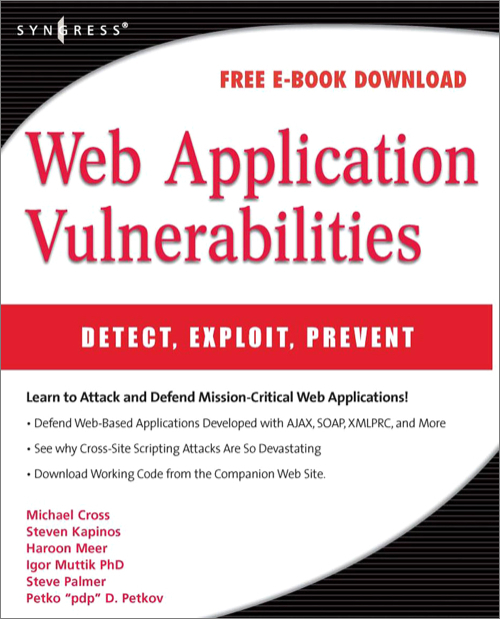 SYNGRESS®
FREE E-BOOK DOWNLOAD
Web Application
Vulnerabilities
DETECT, EXPLOIT, PREVENT
Learn to Attack and Defend Mission-Critical Web Applications!
• Defend Web-Based Applications Developed with AJAX, SOAP, XMLPRC, and More
• See why Cross-Site Scripting Attacks Are So Devastating
• Download Working Code from the Companion Web Site.
Michael Cross
Steven Kapinos
Haroon Meer
Igor Muttik PhD
Steve Palmer
Petko “pdp” D. Petkov